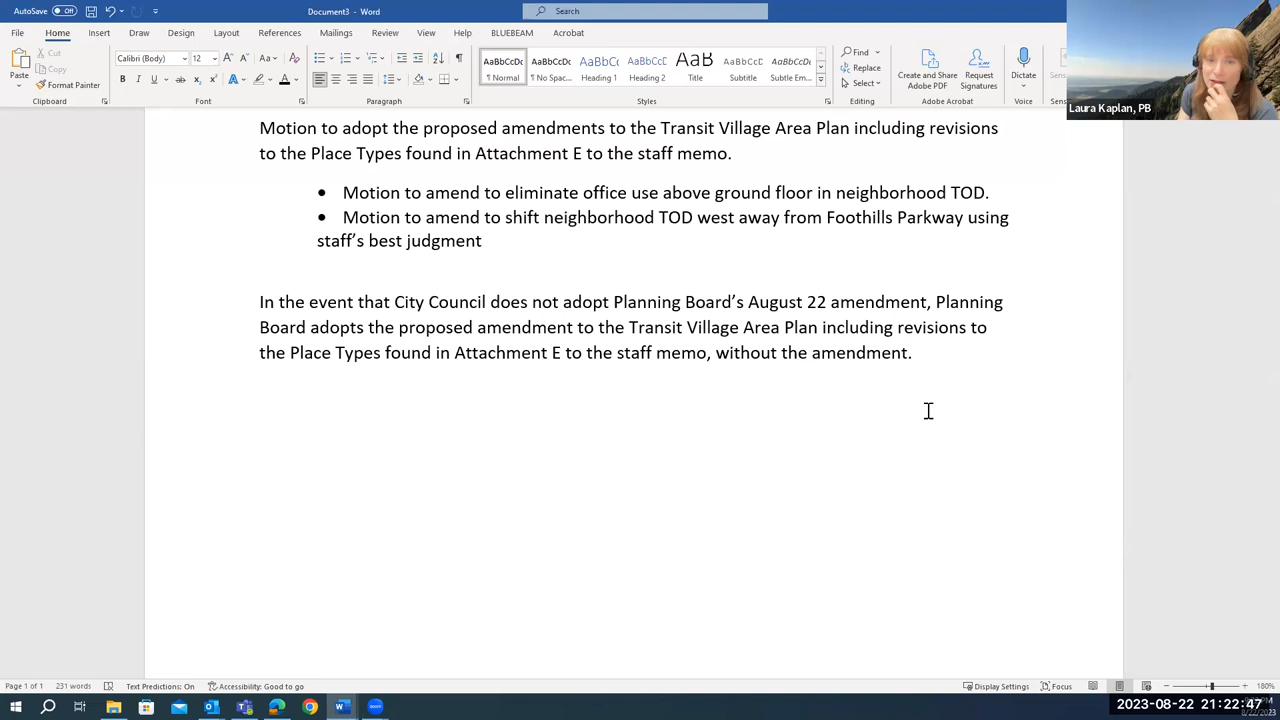 AutoSave Off Document3 - Word Search
File Home Insert Draw Design Layout References Mailings Review View Help BLUEBEAM Acrobat
Paste Cut Copy Format Painter
Calibri (Body) 12
AaBbCcDc AaBbCcDc AaBbCc AaBbCcC AaB AaBbCcD AaBbCcDc
¶ Normal ¶ No Spac... Heading 1 Heading 2 Title Subtitle Subtle Em...
Find Replace Select
Create and Share Adobe PDF Request Signatures Dictate
Clipboard Font Paragraph Styles Editing Adobe Acrobat Voice
Laura Kaplan, PB
Motion to adopt the proposed amendments to the Transit Village Area Plan including revisions
to the Place Types found in Attachment E to the staff memo.
• Motion to amend to eliminate office use above ground floor in neighborhood TOD.
• Motion to amend to shift neighborhood TOD west away from Foothills Parkway using
staff’s best judgment
In the event that City Council does not adopt Planning Board’s August 22 amendment, Planning
Board adopts the proposed amendment to the Transit Village Area Plan including revisions to
the Place Types found in Attachment E to the staff memo, without the amendment.
Page 1 of 1 231 words Text Predictions: On Accessibility: Good to go Display Settings Focus 180%
2023-08-22 21:22:47